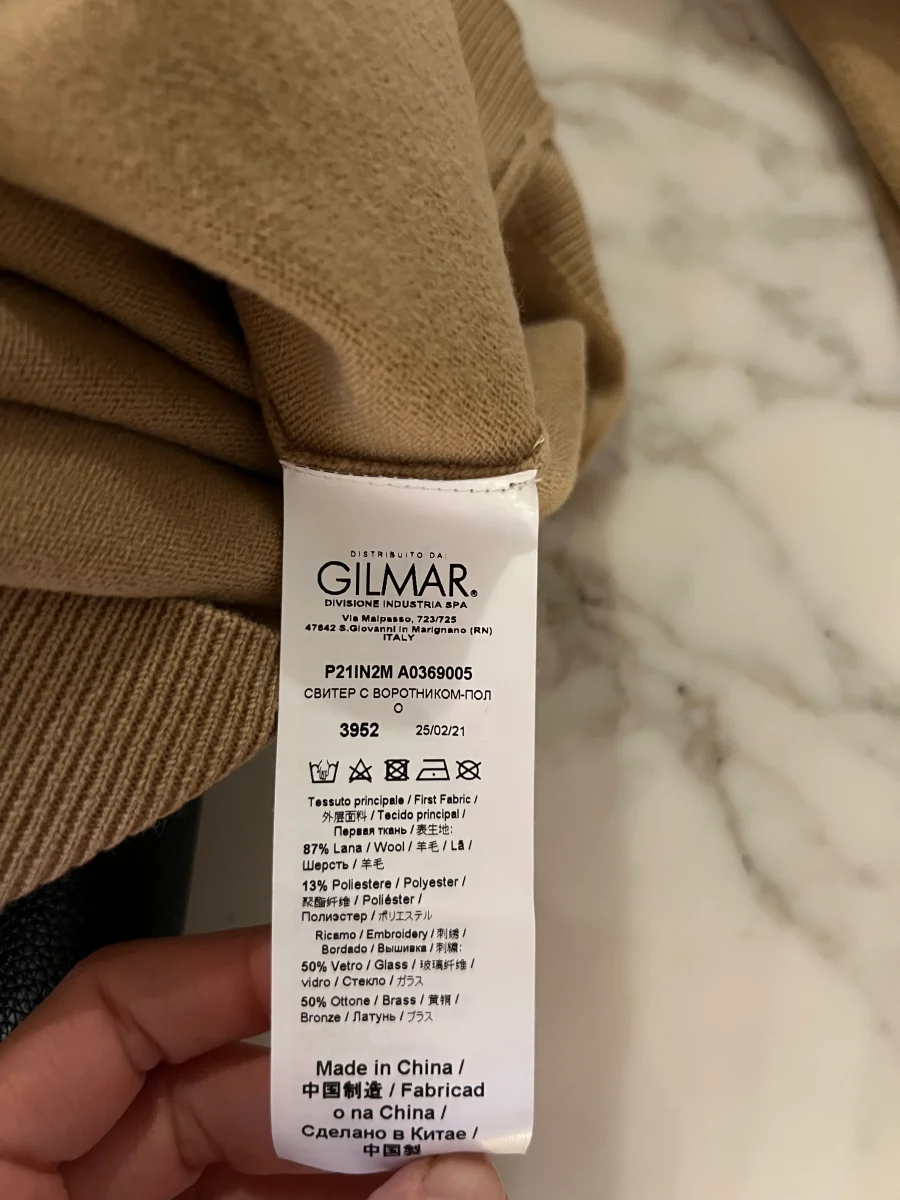 DISTRIBUITO DA:
GILMAR®
DIVISIONE INDUSTRIA SPA
Via Malpasso, 723/725
47842 S.Giovanni in Marignano (RN)
ITALY
P21IN2M A0369005
СВИТЕР С ВОРОТНИКОМ-ПОЛ
О
3952 25/02/21
Tessuto principale / First Fabric /
外层面料 / Tecido principal /
Первая ткань / 表生地:
87% Lana / Wool / 羊毛 / Lã /
Шерсть / 羊毛
13% Poliestere / Polyester /
聚酯纤维 / Poliéster /
Полиэстер / ポリエステル
Ricamo / Embroidery / 刺绣 /
Bordado / Вышивка / 刺繍:
50% Vetro / Glass / 玻璃纤维 /
vidro / Стекло / ガラス
50% Ottone / Brass / 黄铜 /
Bronze / Латунь / ブラス
Made in China /
中国制造 / Fabricad
o na China /
Сделано в Китае /
中国製